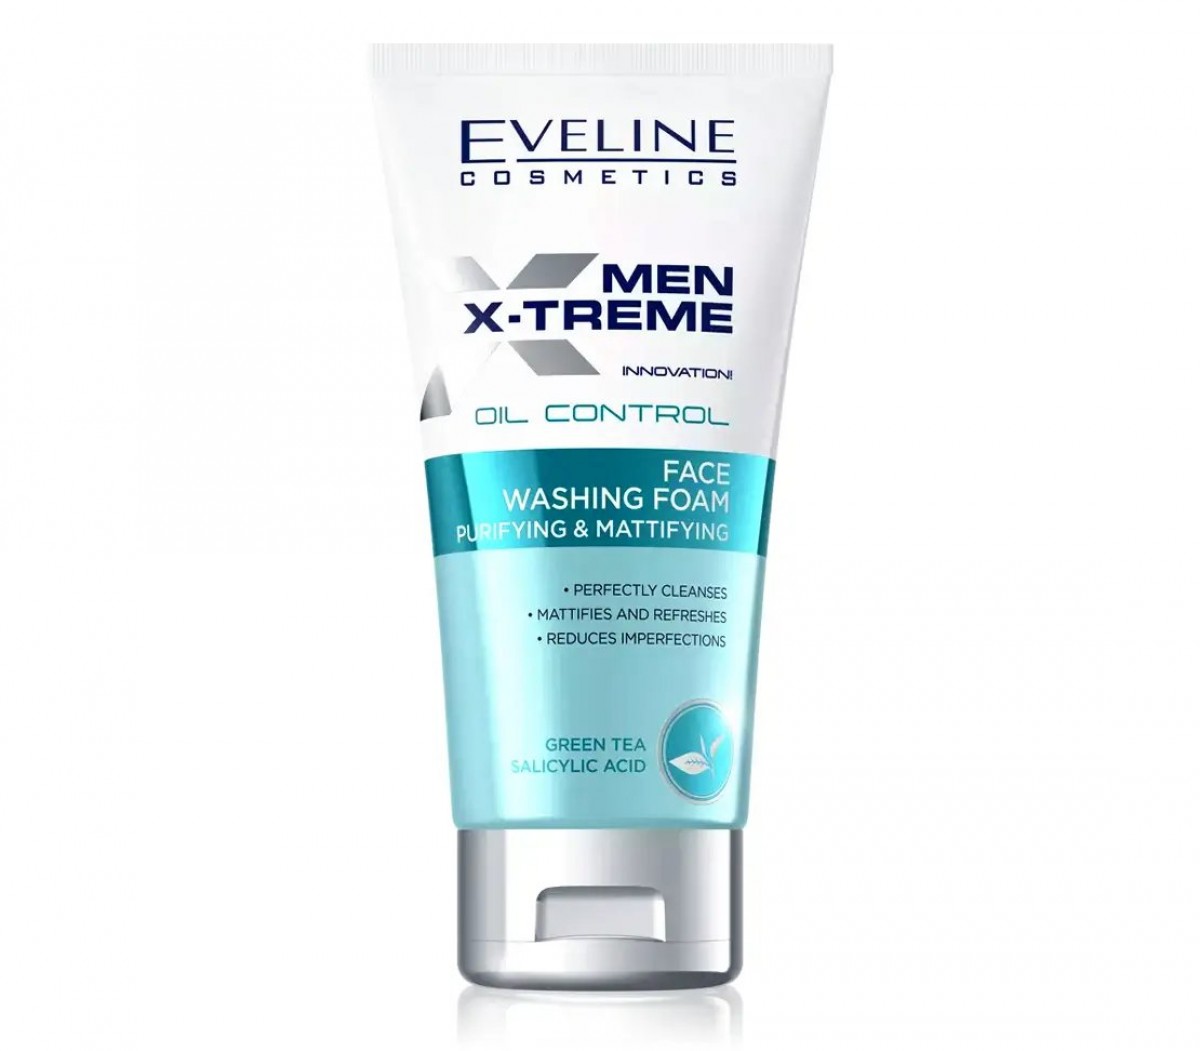 EVELINE
COSMETICS
MEN
X-TREME
INNOVATION!
OIL CONTROL
FACE
WASHING FOAM
PURIFYING & MATTIFYING
• PERFECTLY CLEANSES
• MATTIFIES AND REFRESHES
• REDUCES IMPERFECTIONS
GREEN TEA
SALICYLIC ACID